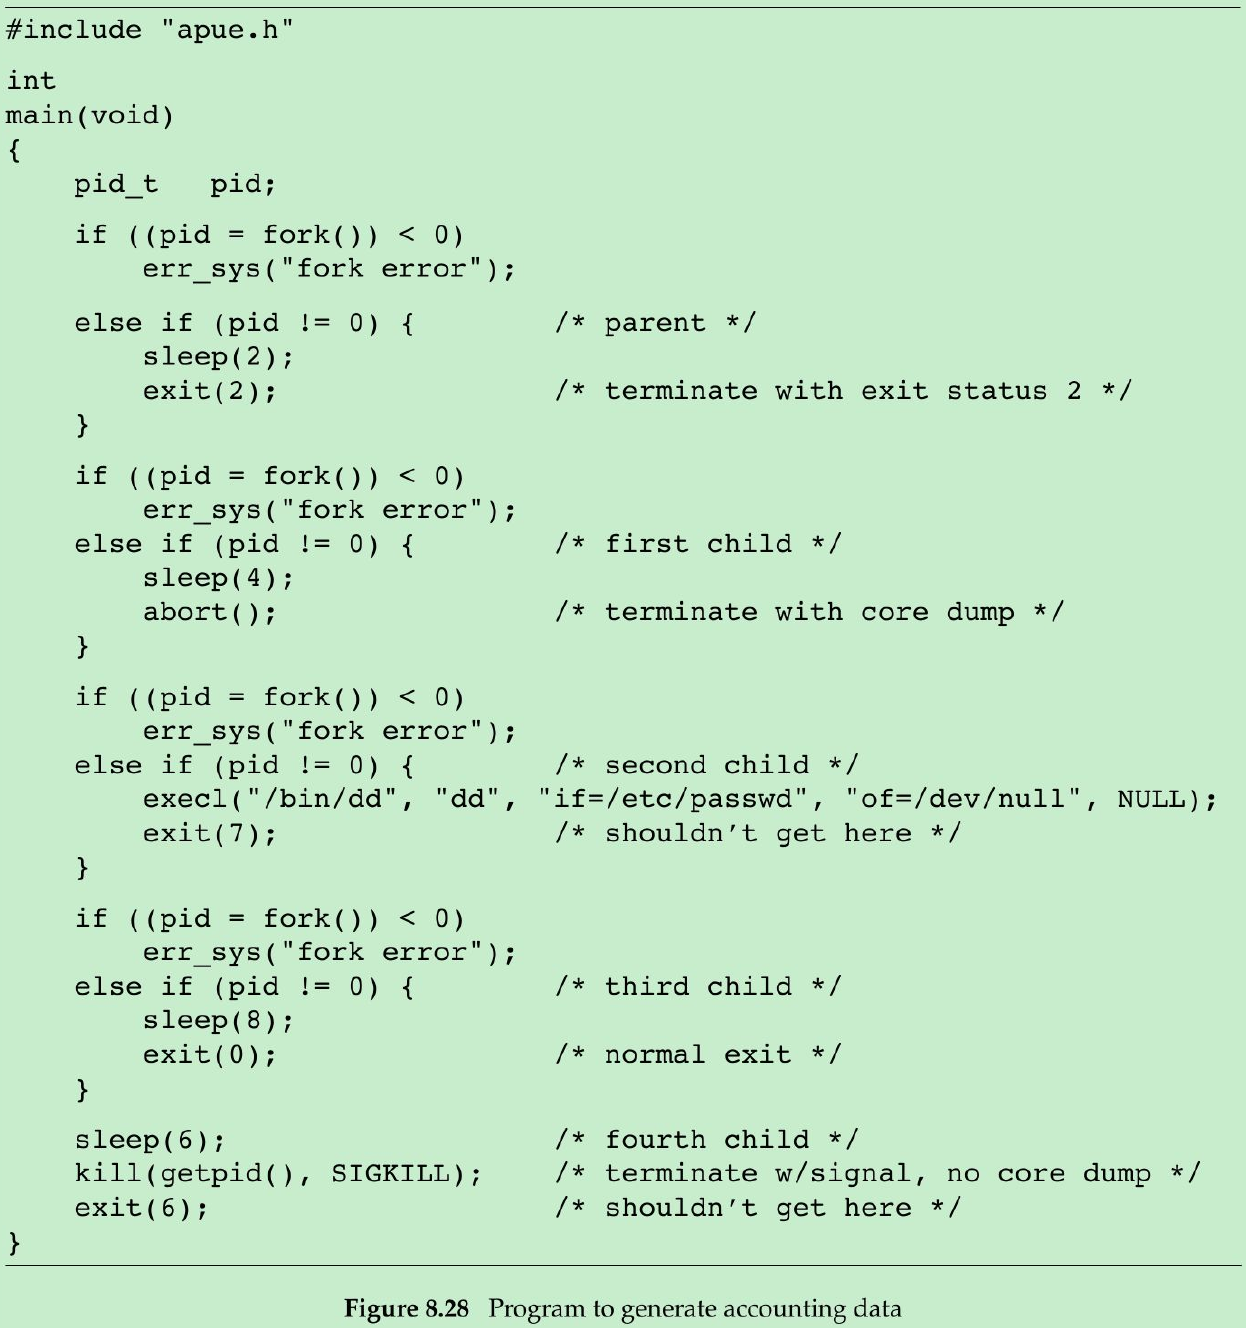 #include "apue.h"
int
main(void)
{
    pid_t   pid;
    if ((pid = fork()) < 0)
        err_sys("fork error");
    else if (pid != 0) {        /* parent */
        sleep(2);
        exit(2);                /* terminate with exit status 2 */
    }
    if ((pid = fork()) < 0)
        err_sys("fork error");
    else if (pid != 0) {        /* first child */
        sleep(4);
        abort();                /* terminate with core dump */
    }
    if ((pid = fork()) < 0)
        err_sys("fork error");
    else if (pid != 0) {        /* second child */
        execl("/bin/dd", "dd", "if=/etc/passwd", "of=/dev/null", NULL);
        exit(7);                /* shouldn't get here */
    }
    if ((pid = fork()) < 0)
        err_sys("fork error");
    else if (pid != 0) {        /* third child */
        sleep(8);
        exit(0);                /* normal exit */
    }
    sleep(6);                   /* fourth child */
    kill(getpid(), SIGKILL);    /* terminate w/signal, no core dump */
    exit(6);                    /* shouldn't get here */
}
Figure 8.28 Program to generate accounting data